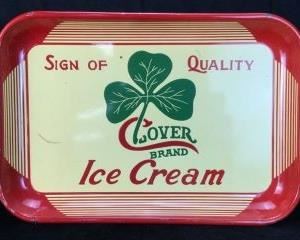 Sign of Quality
Clover
Brand
Ice Cream